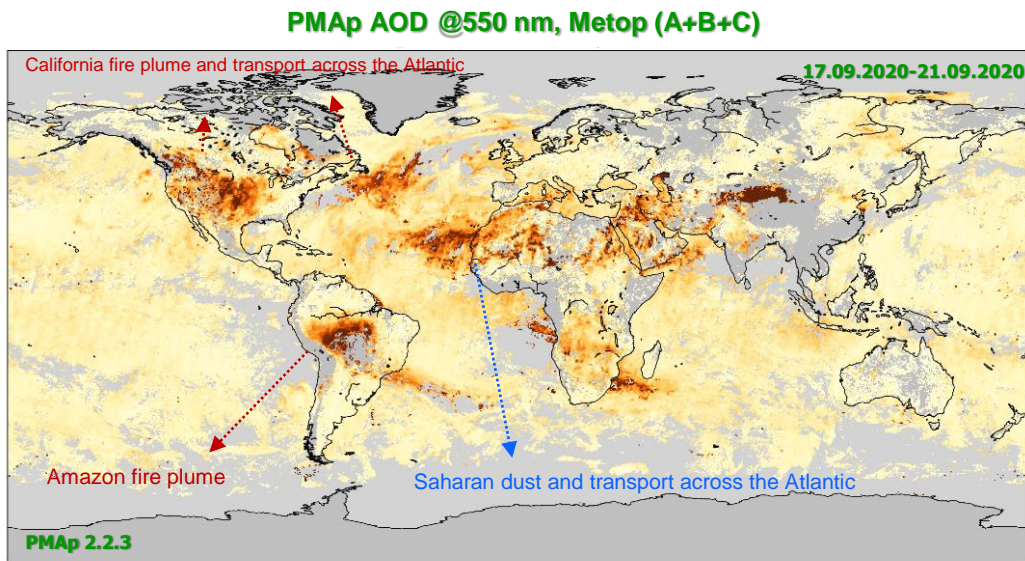 PMAp AOD @550 nm, Metop (A+B+C)
California fire plume and transport across the Atlantic
17.09.2020-21.09.2020
Amazon fire plume
Saharan dust and transport across the Atlantic
PMAp 2.2.3